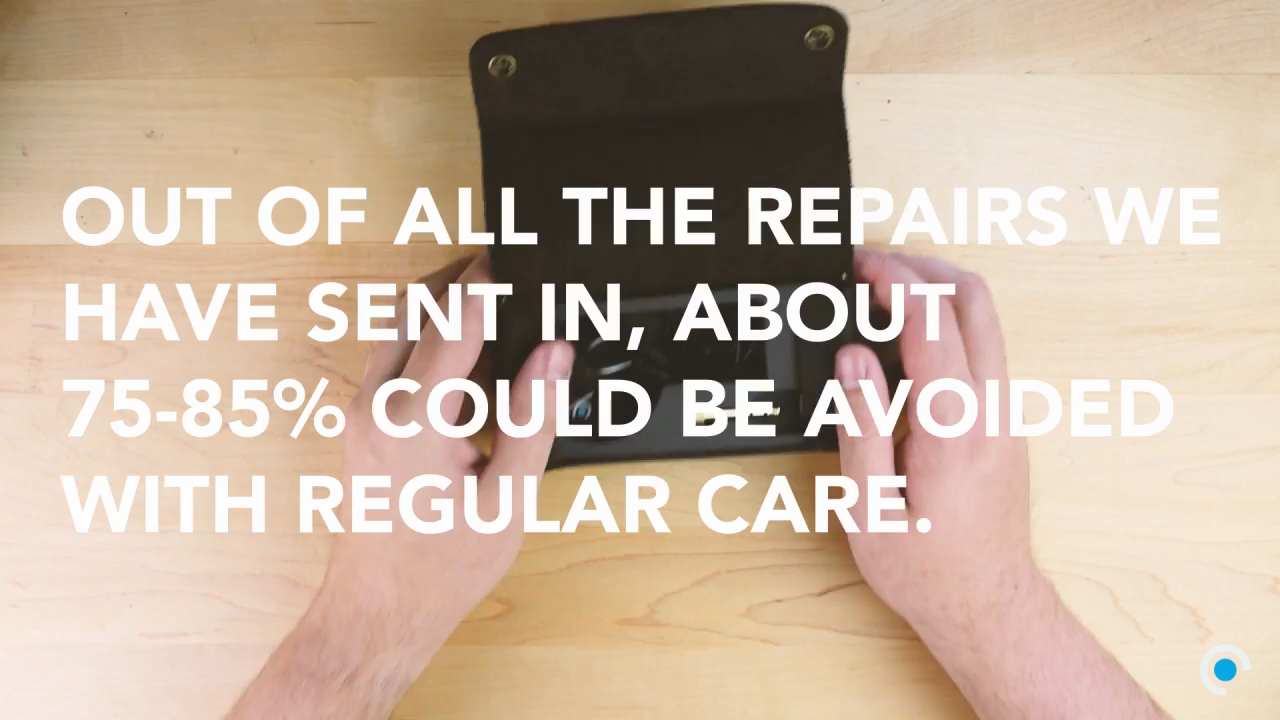 OUT OF ALL THE REPAIRS WE
HAVE SENT IN, ABOUT
75-85% COULD BE AVOIDED
WITH REGULAR CARE.